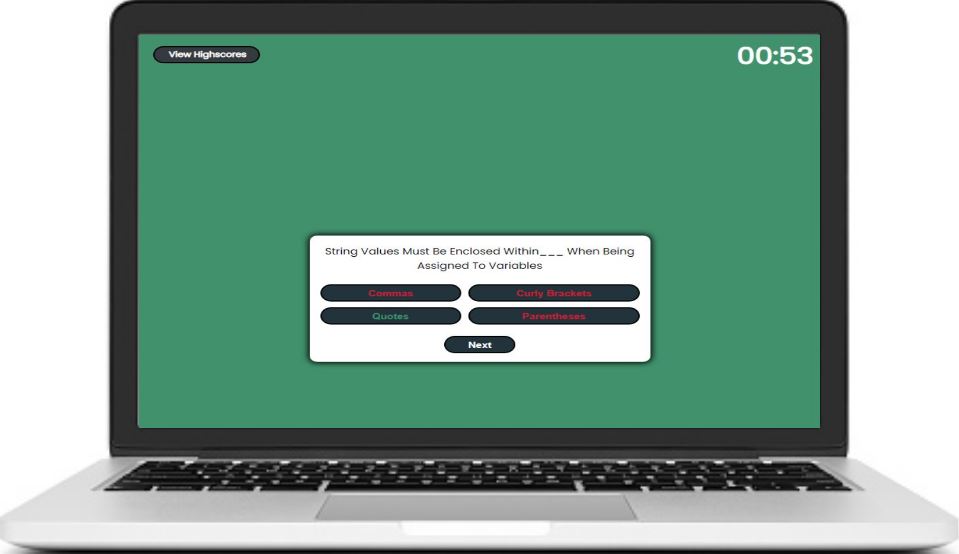 View Highscores
00:53
String Values Must Be Enclosed Within___ When Being
Assigned To Variables
Commas
Curly Brackets
Quotes
Parentheses
Next